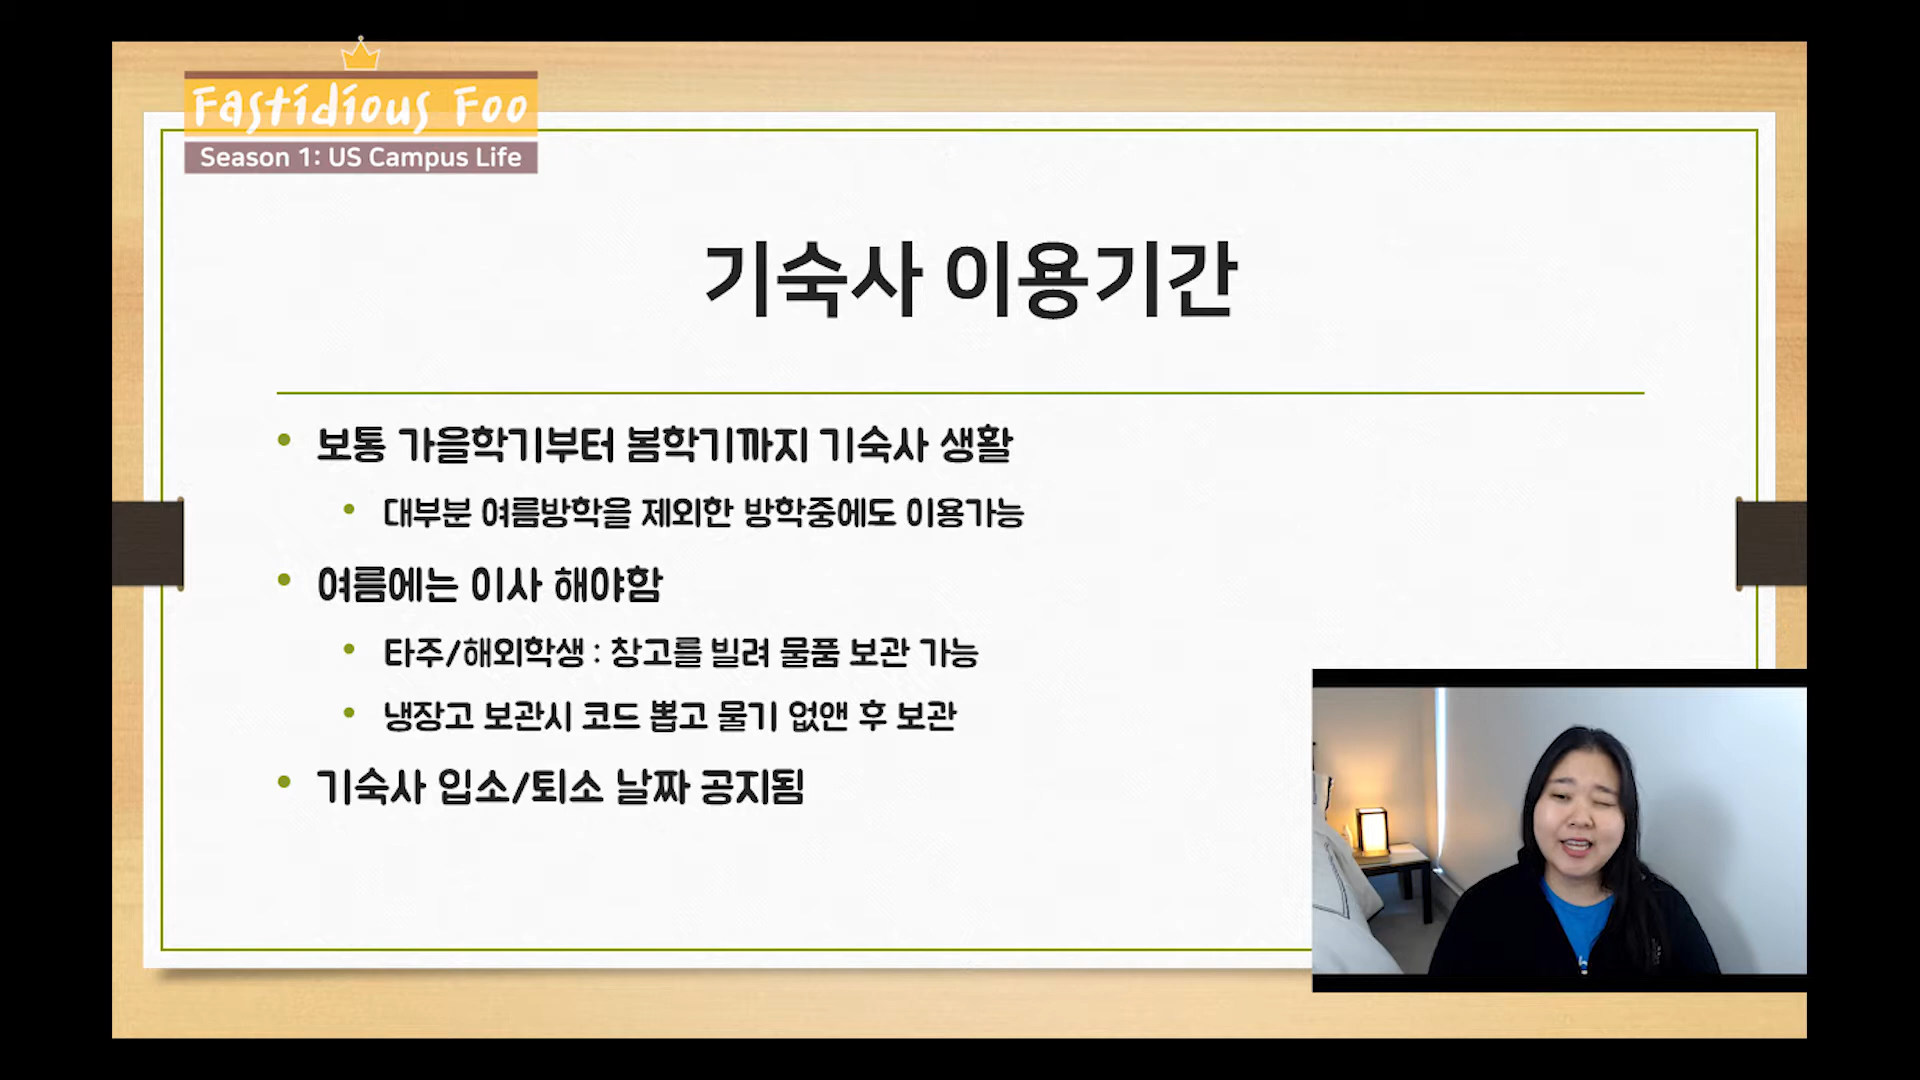 Fastidious Foo
Season 1: US Campus Life
기숙사 이용기간
보통 가을학기부터 봄학기까지 기숙사 생활
대부분 여름방학을 제외한 방학중에도 이용가능
여름에는 이사 해야함
타주/해외학생 : 창고를 빌려 물품 보관 가능
냉장고 보관시 코드 뽑고 물기 없앤 후 보관
기숙사 입소/퇴소 날짜 공지됨